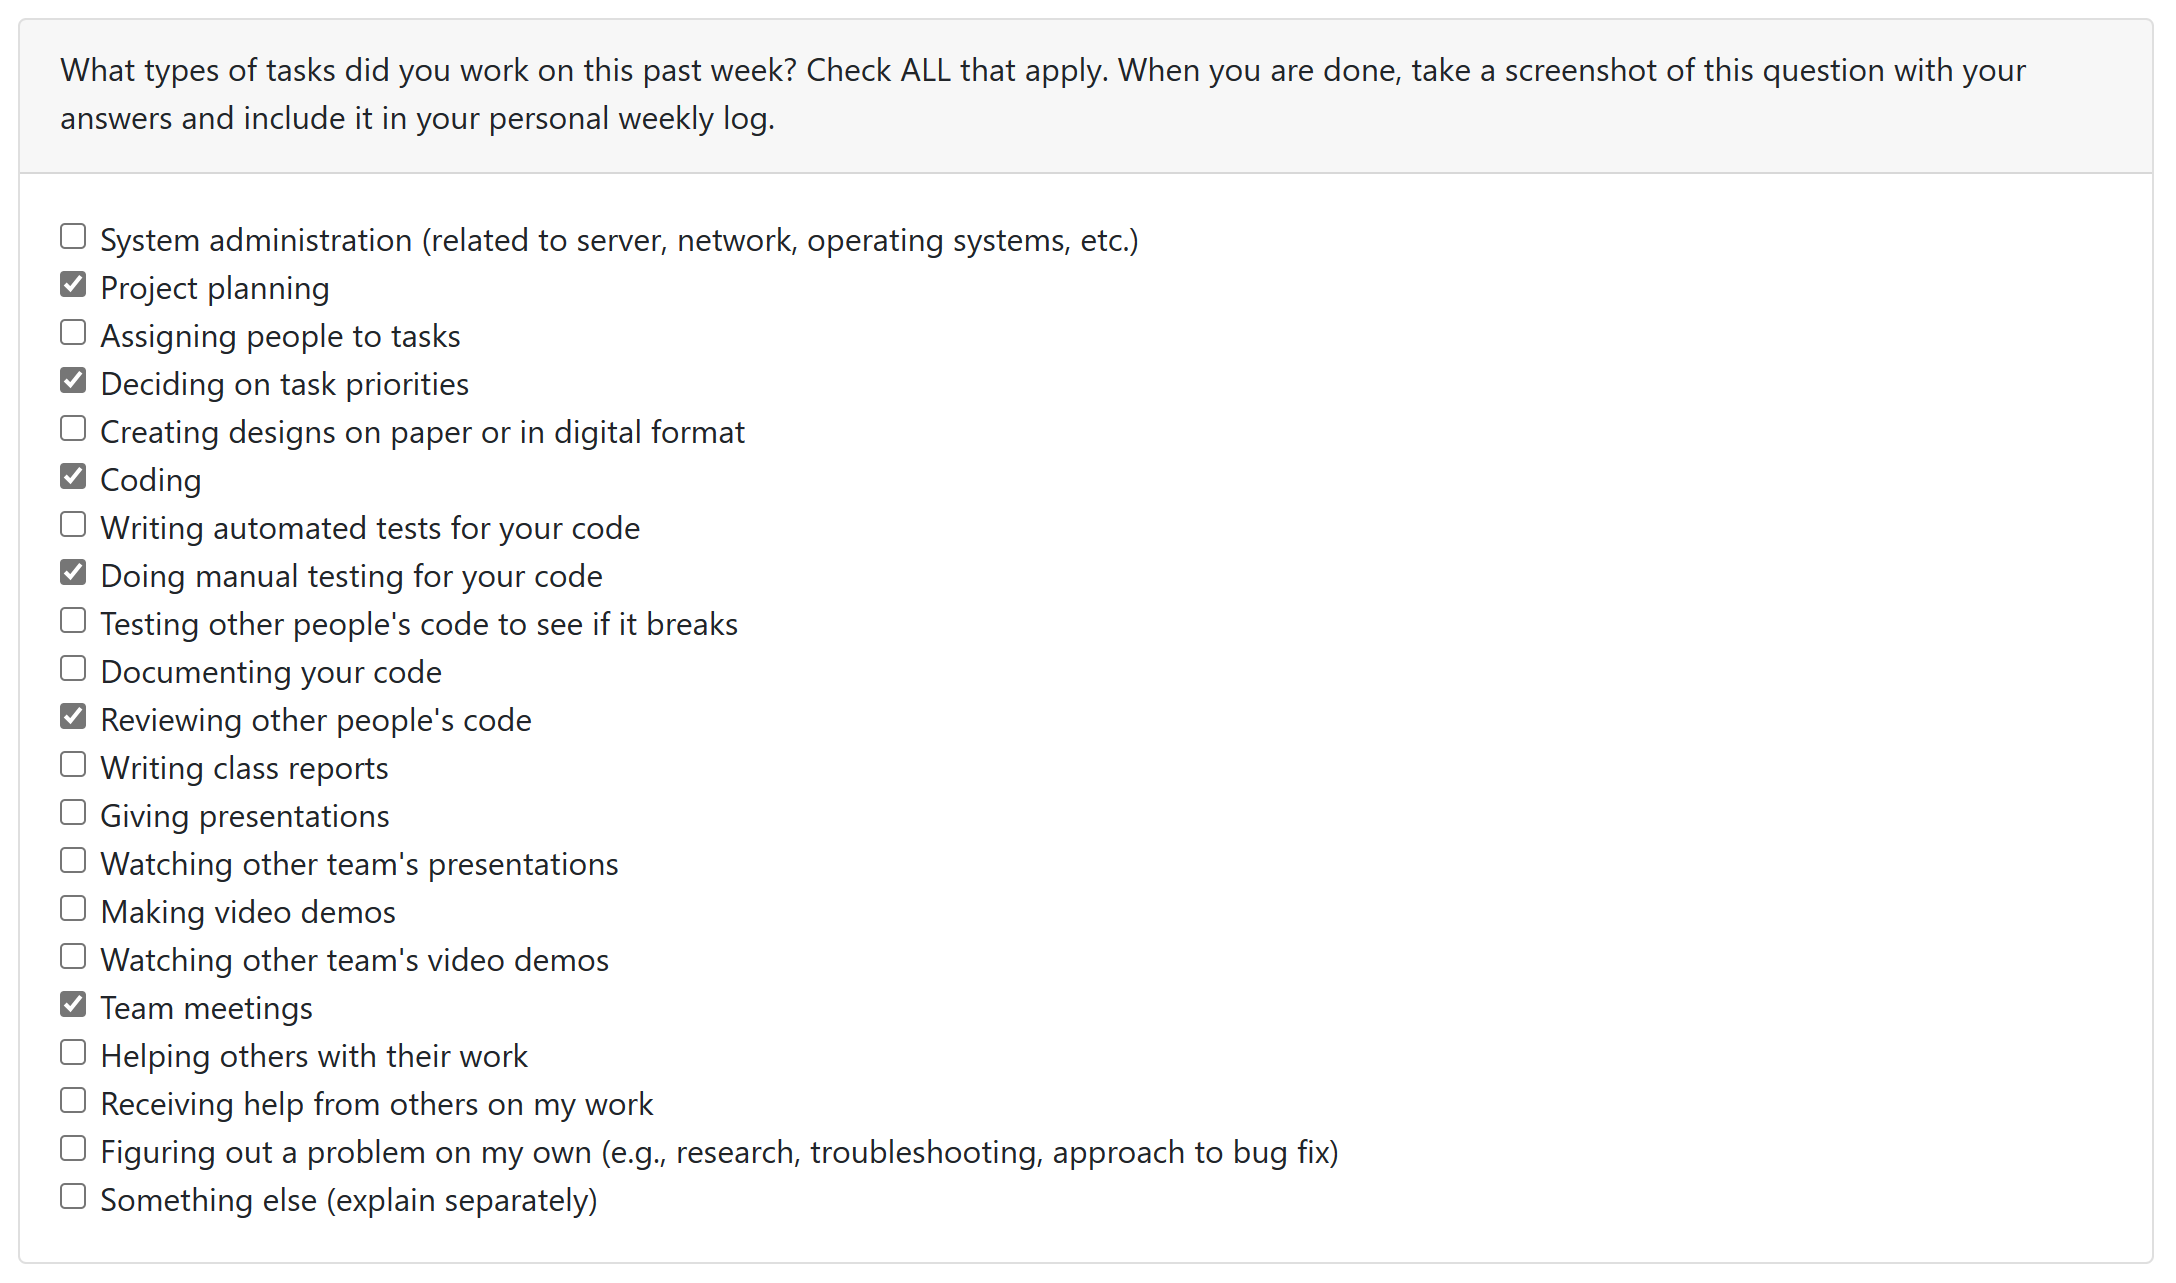 What types of tasks did you work on this past week? Check ALL that apply. When you are done, take a screenshot of this question with your
answers and include it in your personal weekly log.
System administration (related to server, network, operating systems, etc.)
Project planning
Assigning people to tasks
Deciding on task priorities
Creating designs on paper or in digital format
Coding
Writing automated tests for your code
Doing manual testing for your code
Testing other people's code to see if it breaks
Documenting your code
Reviewing other people's code
Writing class reports
Giving presentations
Watching other team's presentations
Making video demos
Watching other team's video demos
Team meetings
Helping others with their work
Receiving help from others on my work
Figuring out a problem on my own (e.g., research, troubleshooting, approach to bug fix)
Something else (explain separately)